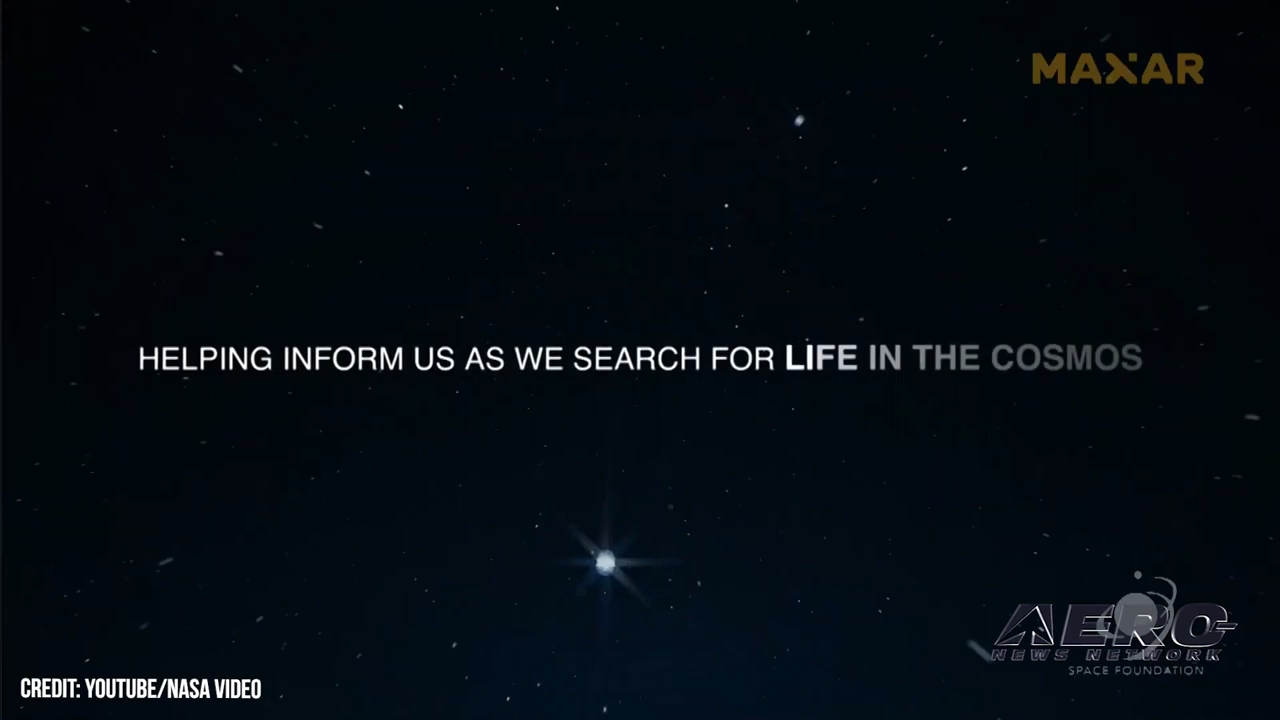 MAXAR
HELPING INFORM US AS WE SEARCH FOR LIFE IN THE COSMOS
AERO
NEWS NETWORK
SPACE FOUNDATION
CREDIT: YOUTUBE/NASA VIDEO